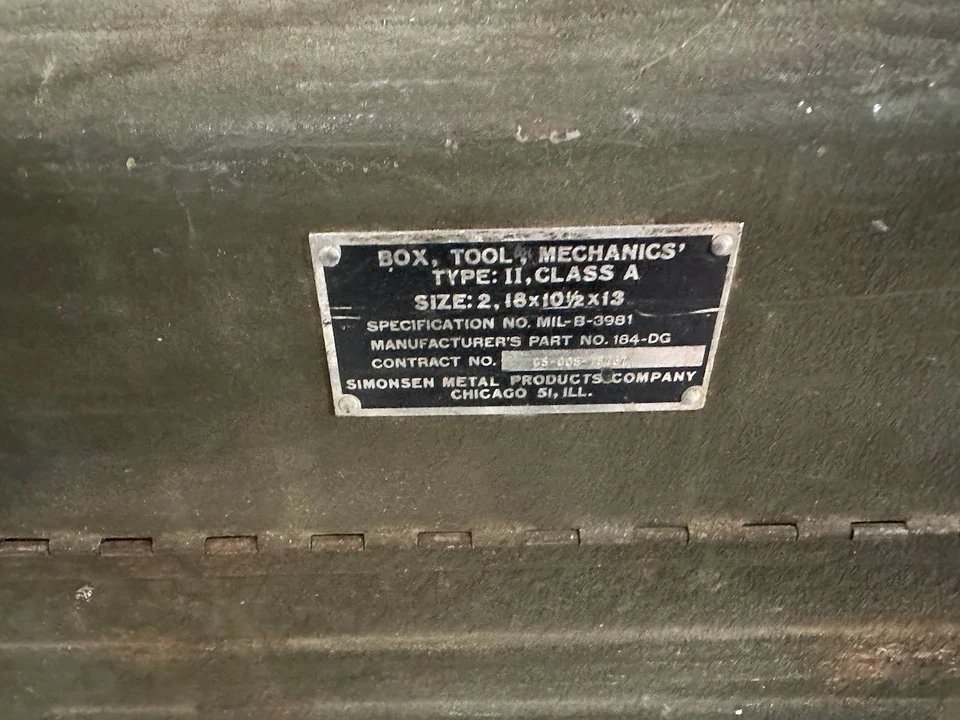 BOX, TOOL, MECHANICS'
TYPE: II, CLASS A
SIZE: 2, 18x10½x13
SPECIFICATION NO. MIL-B-3981
MANUFACTURER'S PART NO. 184-DG
CONTRACT NO.
SIMONSEN METAL PRODUCTS COMPANY
CHICAGO 51, ILL.